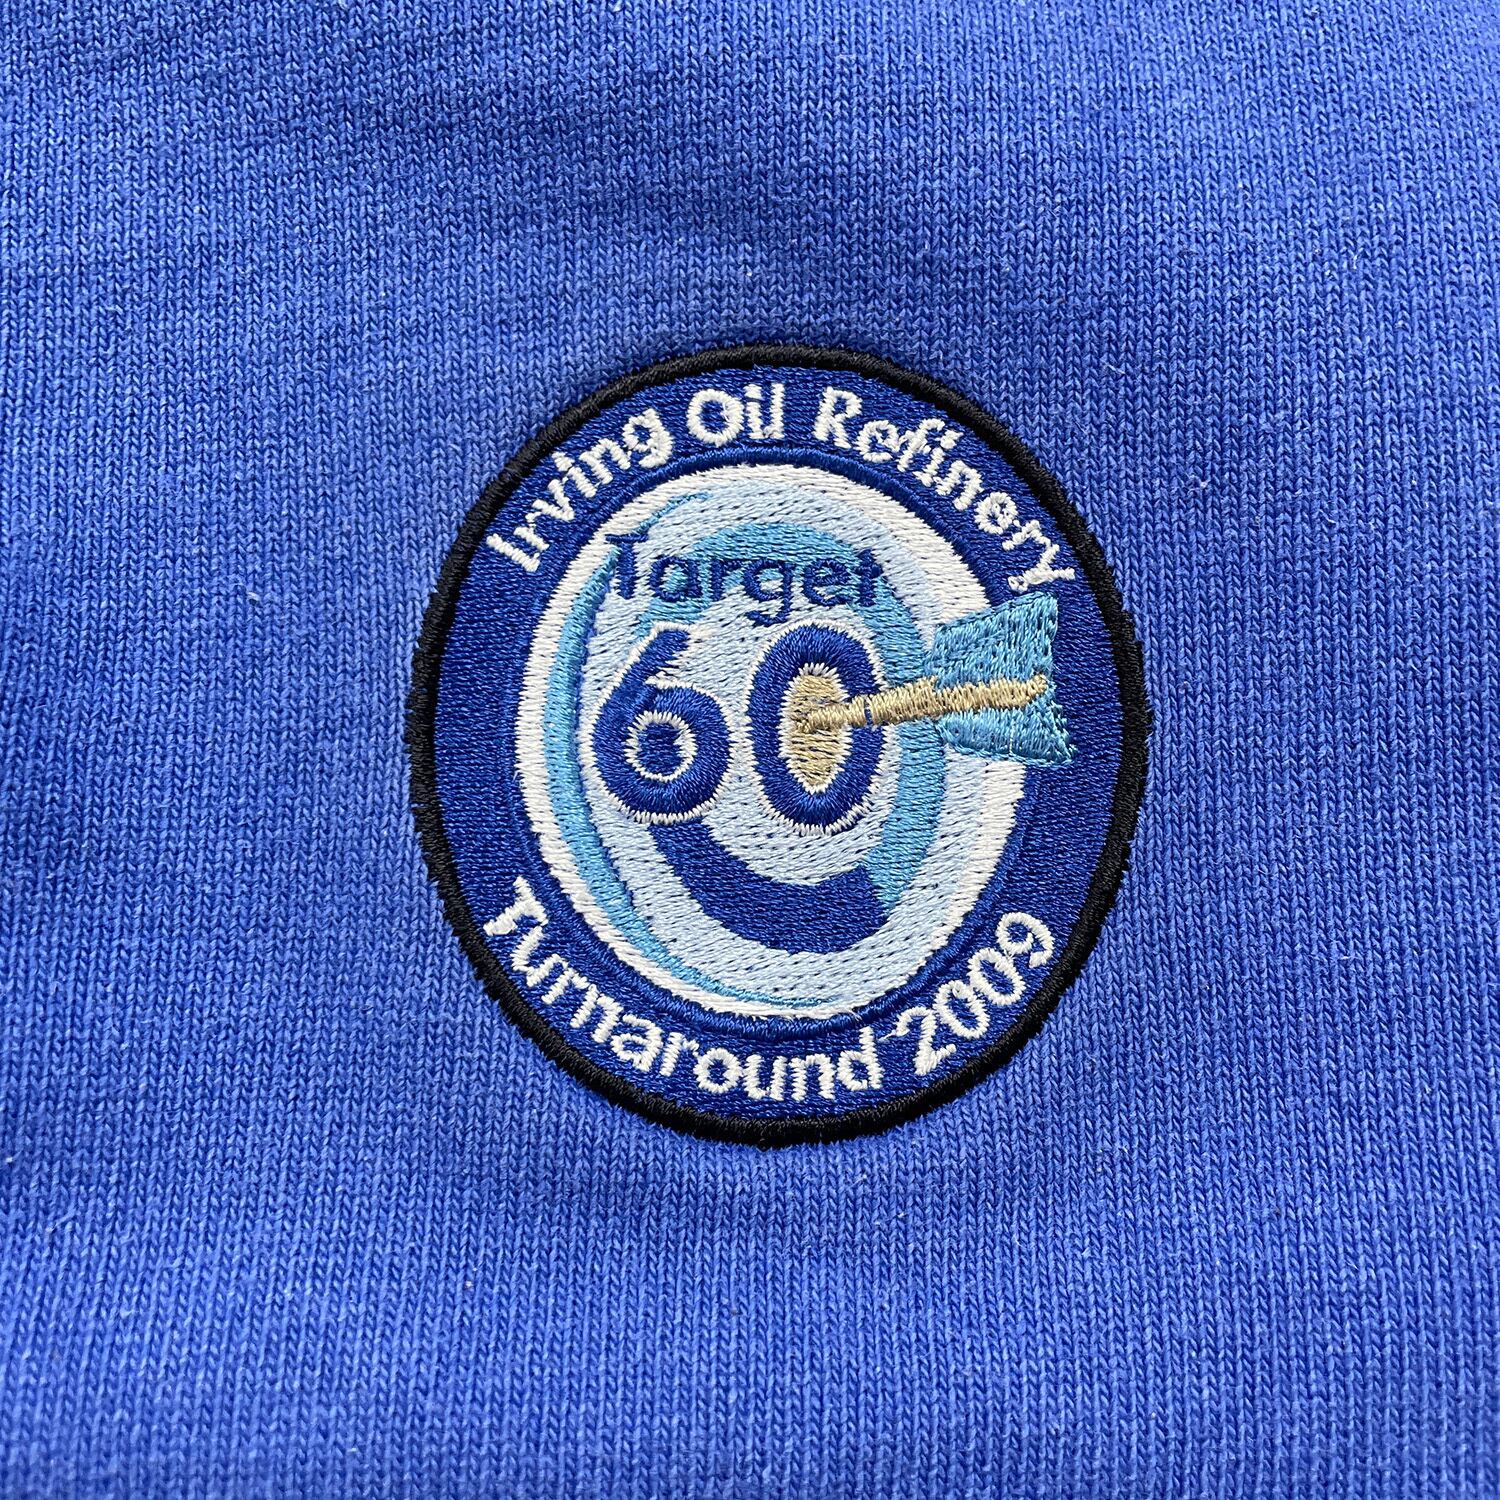 Irving Oil Refinery
Target
60
Turnaround 2009